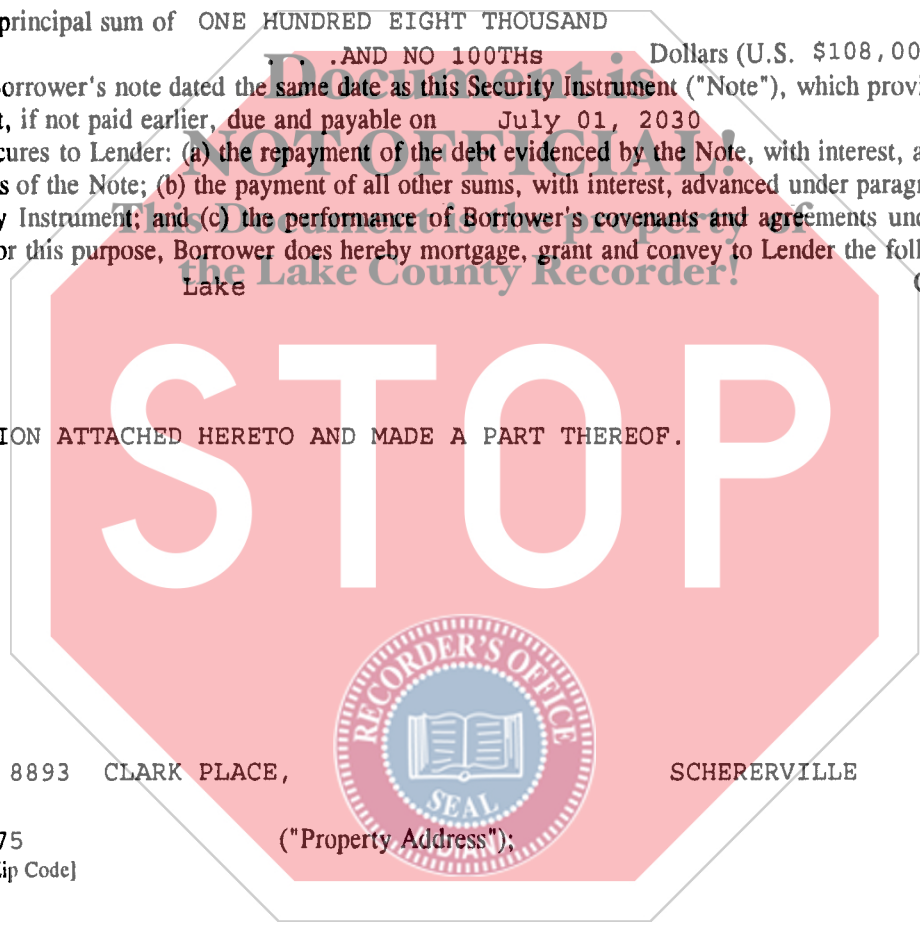 principal sum of ONE HUNDRED EIGHT THOUSAND
. . .AND NO 100THs Dollars (U.S. $108,00
orrower's note dated the same date as this Security Instrument ("Note"), which provi
Document is
t, if not paid earlier, due and payable on July 01, 2030
NOT OFFICIAL!
cures to Lender: (a) the repayment of the debt evidenced by the Note, with interest, a
s of the Note; (b) the payment of all other sums, with interest, advanced under paragr
This Document is the property of
y Instrument; and (c) the performance of Borrower's covenants and agreements un
or this purpose, Borrower does hereby mortgage, grant and convey to Lender the foll
the Lake County Recorder!
Lake
STOP
ION ATTACHED HERETO AND MADE A PART THEREOF.
RECORDER'S OFFICE
8893 CLARK PLACE, SCHERERVILLE
SEAL
INDIANA
75 ("Property Address");
ip Code]